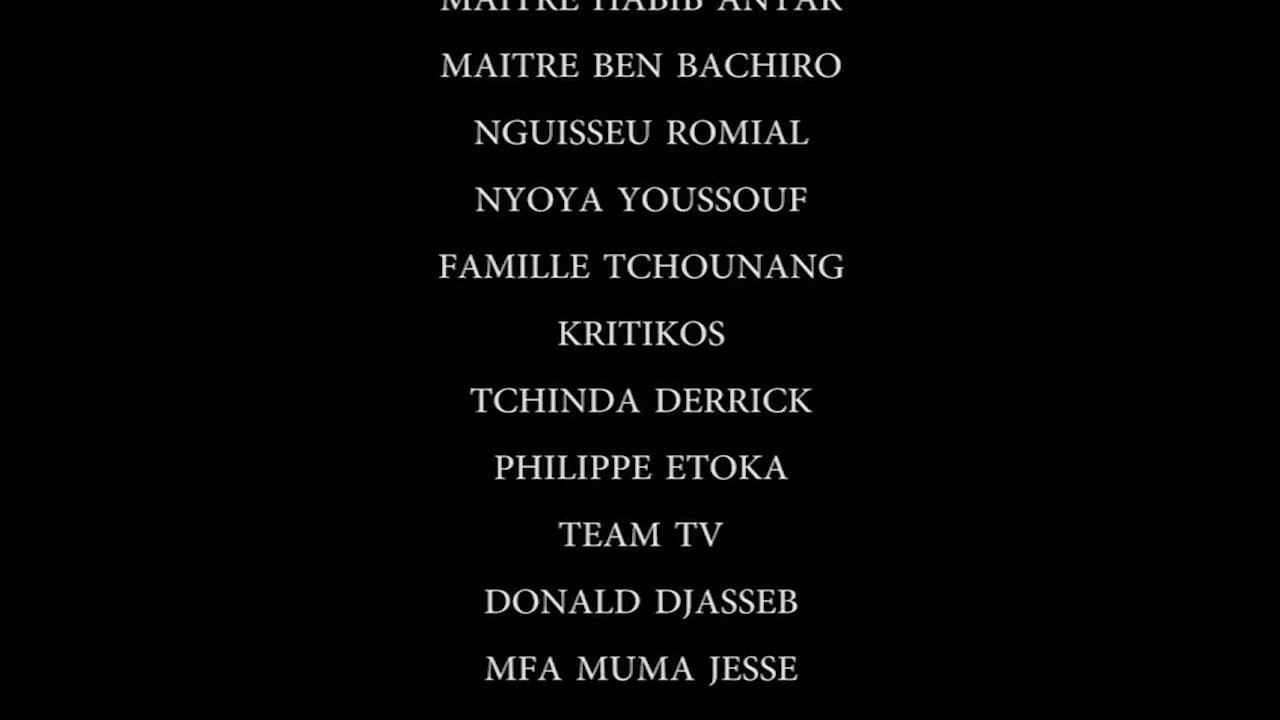 MAITRE HABIB ANTAR
MAITRE BEN BACHIRO
NGUISSEU ROMIAL
NYOYA YOUSSOUF
FAMILLE TCHOUNANG
KRITIKOS
TCHINDA DERRICK
PHILIPPE ETOKA
TEAM TV
DONALD DJASSEB
MFA MUMA JESSE